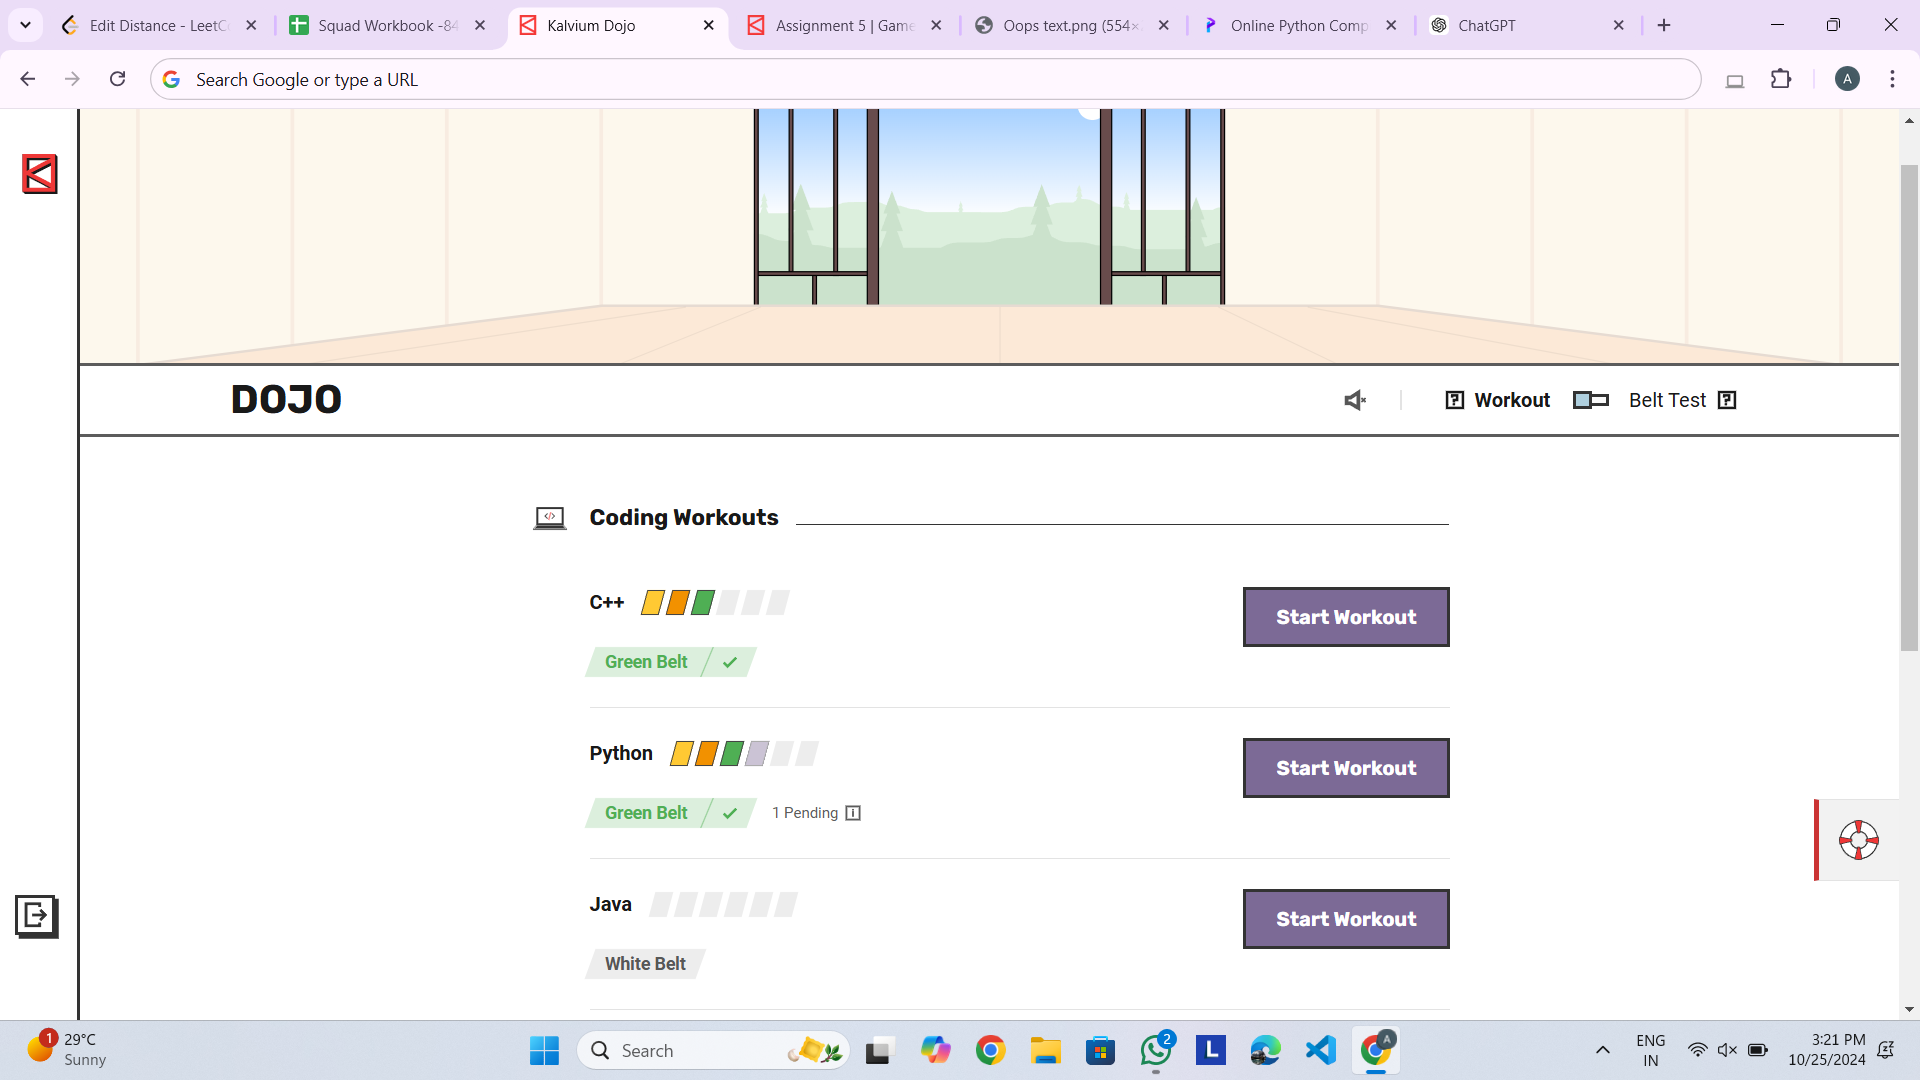 Edit Distance - LeetC
Squad Workbook -84
Kalvium Dojo
Assignment 5 | Game
Oops text.png (554×
Online Python Comp
ChatGPT
Search Google or type a URL
A
DOJO
Workout
Belt Test
Coding Workouts
C++
Start Workout
Green Belt
Python
Start Workout
Green Belt
1 Pending
Java
Start Workout
White Belt
1
29°C
Sunny
Search
2
L
A
ENG
IN
3:21 PM
10/25/2024